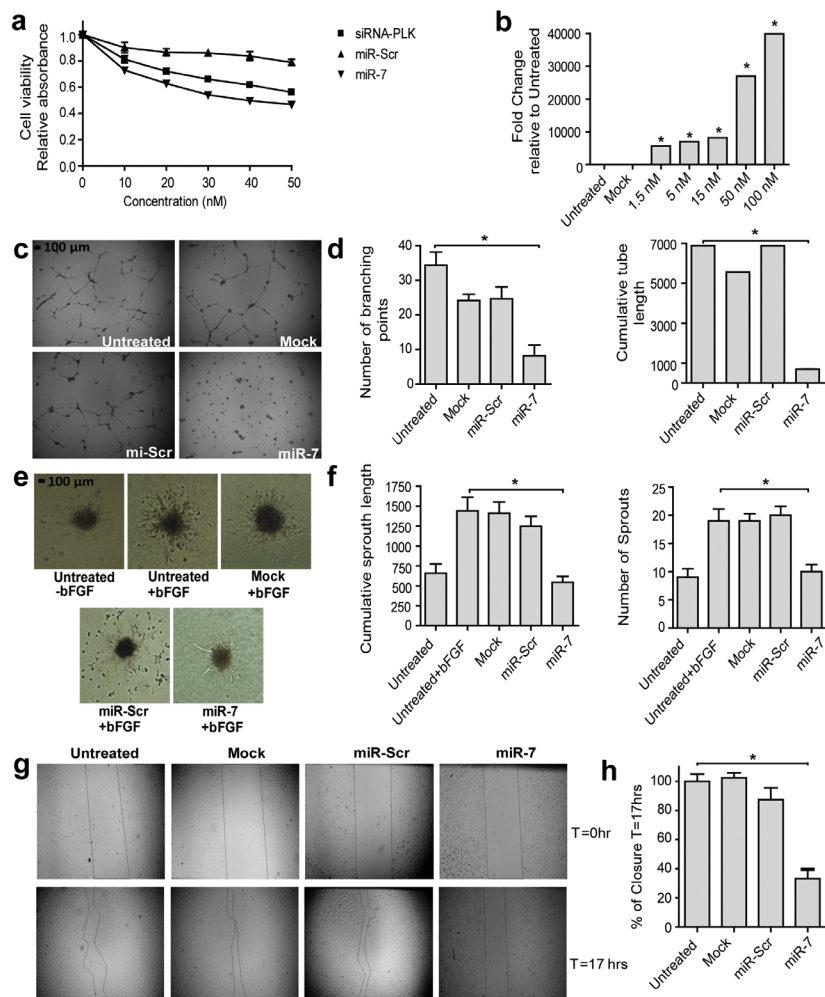 a
Cell viability
Relative absorbance
1.0
0.8
0.6
0.4
0.2
0.0
0
10
20
30
40
50
Concentration (nM)
siRNA-PLK
miR-Scr
miR-7
b
Fold Change
relative to Untreated
40000
30000
20000
10000
0
*
*
*
*
*
Untreated
Mock
1.5 nM
5 nM
15 nM
50 nM
100 nM
c
100 µm
Untreated
Mock
mi-Scr
miR-7
d
Number of branching
points
40
30
20
10
0
*
Untreated
Mock
miR-Scr
miR-7
Cumulative tube
length
7000
5000
3000
1000
0
*
Untreated
Mock
miR-Scr
miR-7
e
100 µm
Untreated
-bFGF
Untreated
+bFGF
Mock
+bFGF
miR-Scr
+bFGF
miR-7
+bFGF
f
Cumulative sprouth length
1750
1500
1250
1000
750
500
250
0
*
Untreated
Untreated+bFGF
Mock
miR-Scr
miR-7
Number of Sprouts
25
20
15
10
5
0
*
Untreated
Untreated+bFGF
Mock
miR-Scr
miR-7
g
Untreated
Mock
miR-Scr
miR-7
T=0hr
T=17 hrs
h
% of Closure T=17hrs
100
80
60
40
20
0
*
Untreated
Mock
miR-Scr
miR-7